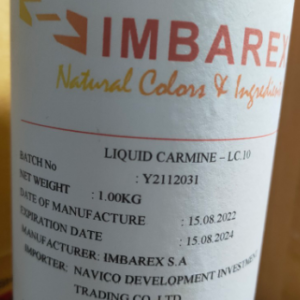 IMBAREX
Natural Colors & Ingredien
LIQUID CARMINE – LC.10
BATCH No : Y2112031
NET WEIGHT : 1.00KG
DATE OF MANUFACTURE : 15.08.2022
EXPIRATION DATE : 15.08.2024
MANUFACTURER: IMBAREX S.A
IMPORTER: NAVICO DEVELOPMENT INVESTMENT
TRADING CO. LTD